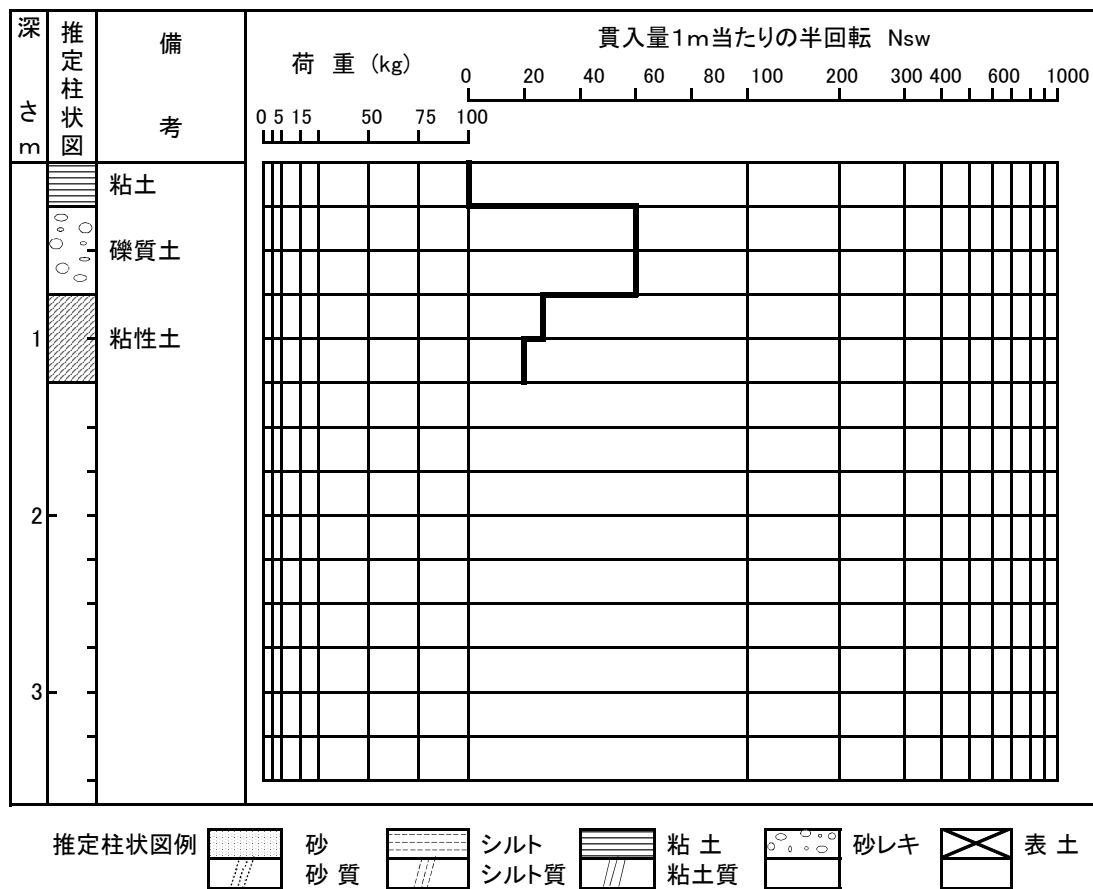 深さm
推定柱状図
備考
荷 重 (kg)
貫入量1m当たりの半回転 Nsw
0 20 40 60 80 100 200 300 400 600 1000
0 5 15 50 75 100
粘土
礫質土
1 粘性土
2
3
推定柱状図例 砂 シルト 粘土 砂レキ 表土
砂質 シルト質 粘土質